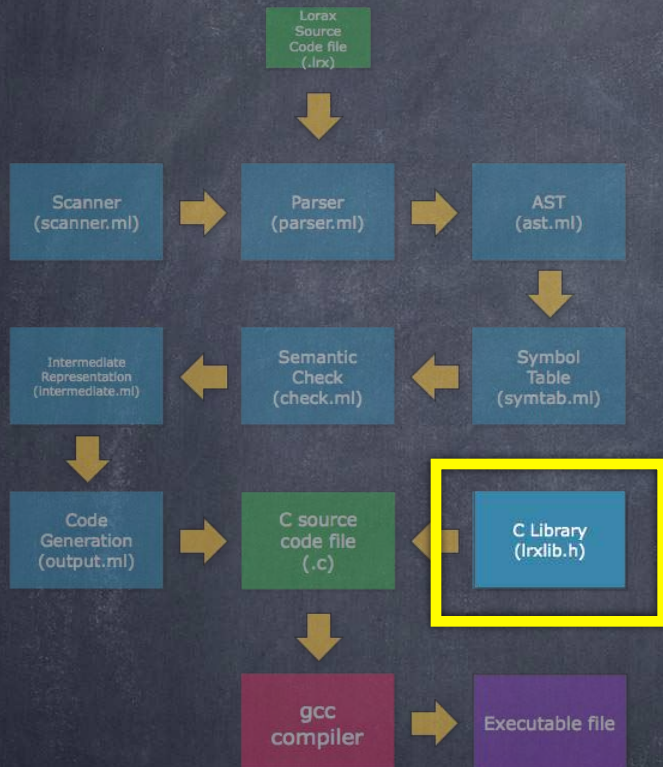 Lorax
Source
Code file
(.lrx)
Scanner
(scanner.ml)
Parser
(parser.ml)
AST
(ast.ml)
Intermediate
Representation
(intermediate.ml)
Semantic
Check
(check.ml)
Symbol
Table
(symtab.ml)
Code
Generation
(output.ml)
C source
code file
(.c)
C Library
(lrxlib.h)
gcc
compiler
Executable file